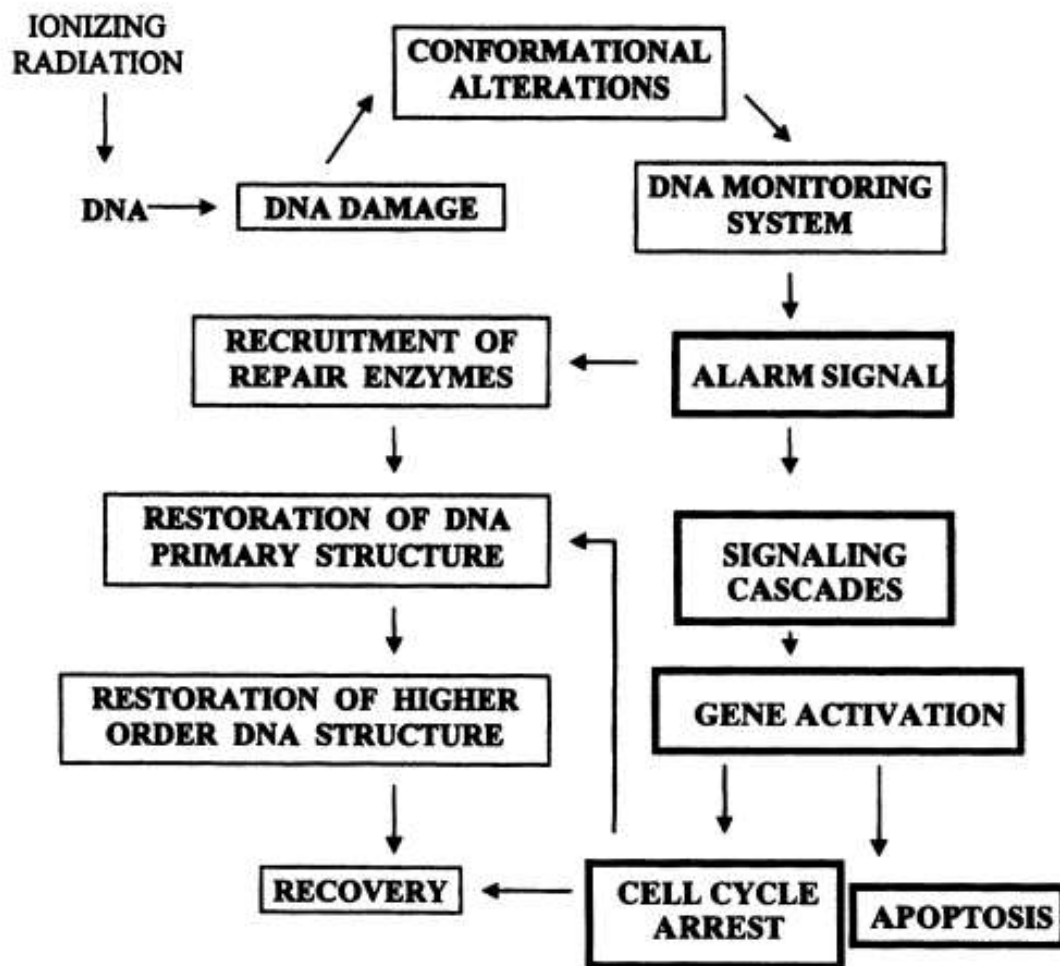 IONIZING
RADIATION
CONFORMATIONAL
ALTERATIONS
DNA
DNA DAMAGE
DNA MONITORING
SYSTEM
RECRUITMENT OF
REPAIR ENZYMES
ALARM SIGNAL
RESTORATION OF DNA
PRIMARY STRUCTURE
SIGNALING
CASCADES
RESTORATION OF HIGHER
ORDER DNA STRUCTURE
GENE ACTIVATION
RECOVERY
CELL CYCLE
ARREST
APOPTOSIS